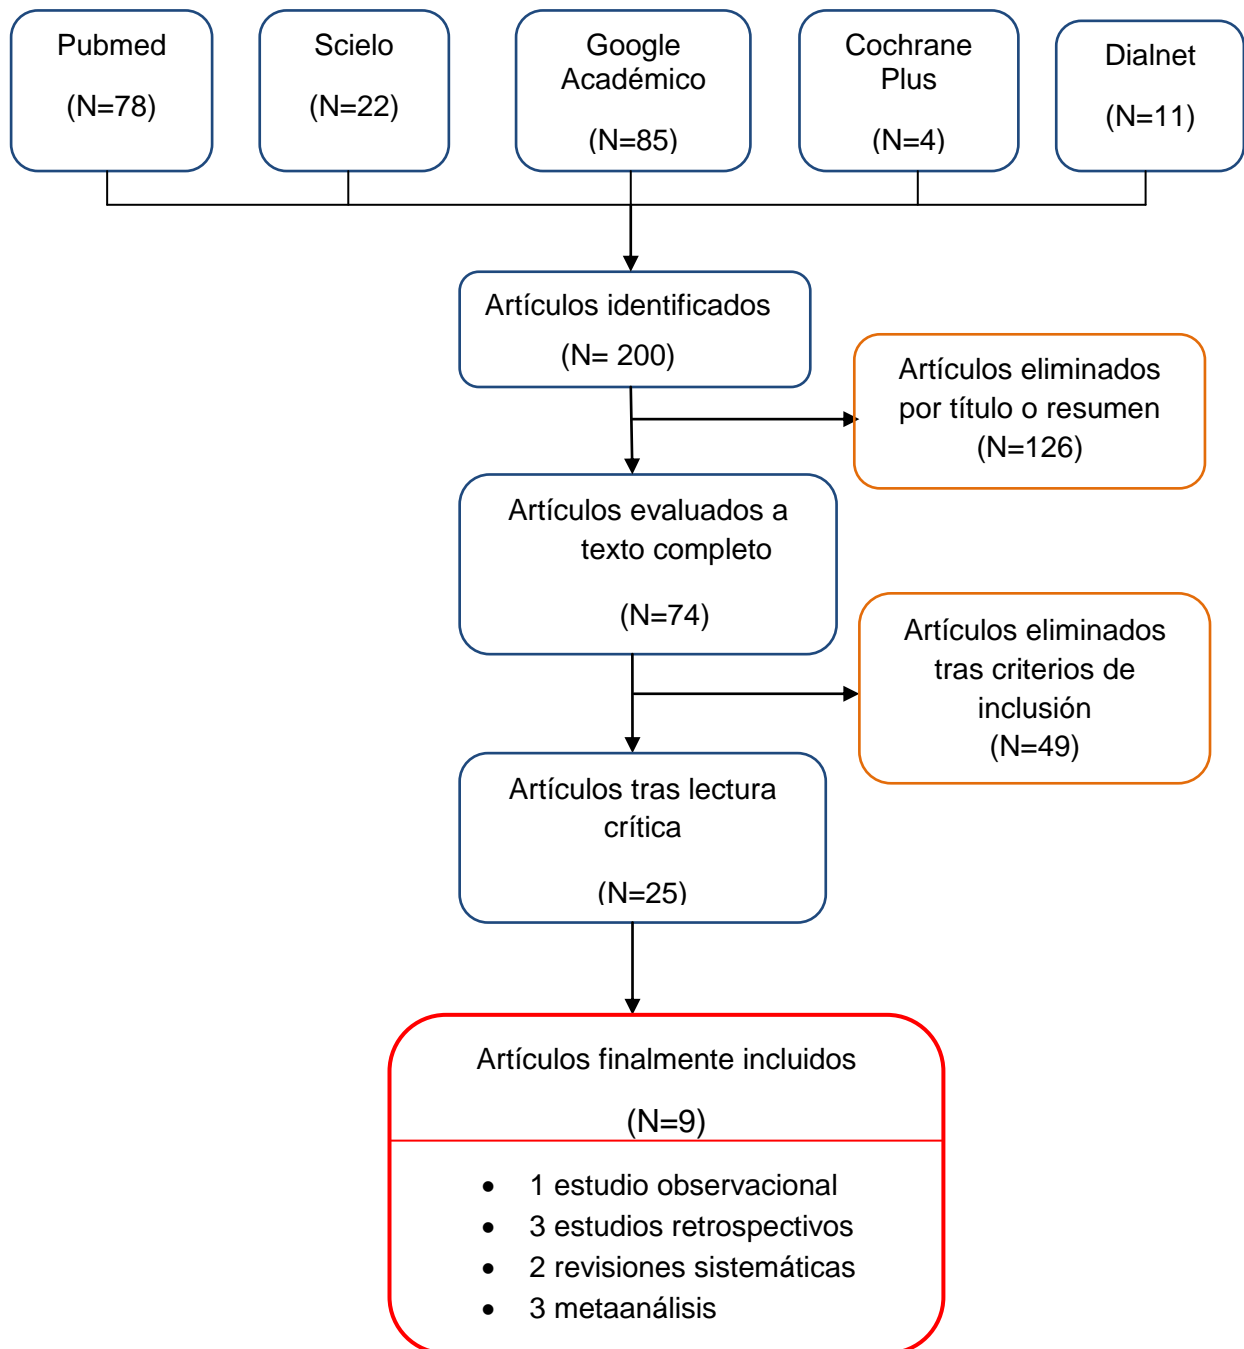 Pubmed
(N=78)
Scielo
(N=22)
Google
Académico
(N=85)
Cochrane
Plus
(N=4)
Dialnet
(N=11)
Artículos identificados
(N= 200)
Artículos eliminados
por título o resumen
(N=126)
Artículos evaluados a
texto completo
(N=74)
Artículos eliminados
tras criterios de
inclusión
(N=49)
Artículos tras lectura
crítica
(N=25)
Artículos finalmente incluidos
(N=9)
• 1 estudio observacional
• 3 estudios retrospectivos
• 2 revisiones sistemáticas
• 3 metaanálisis